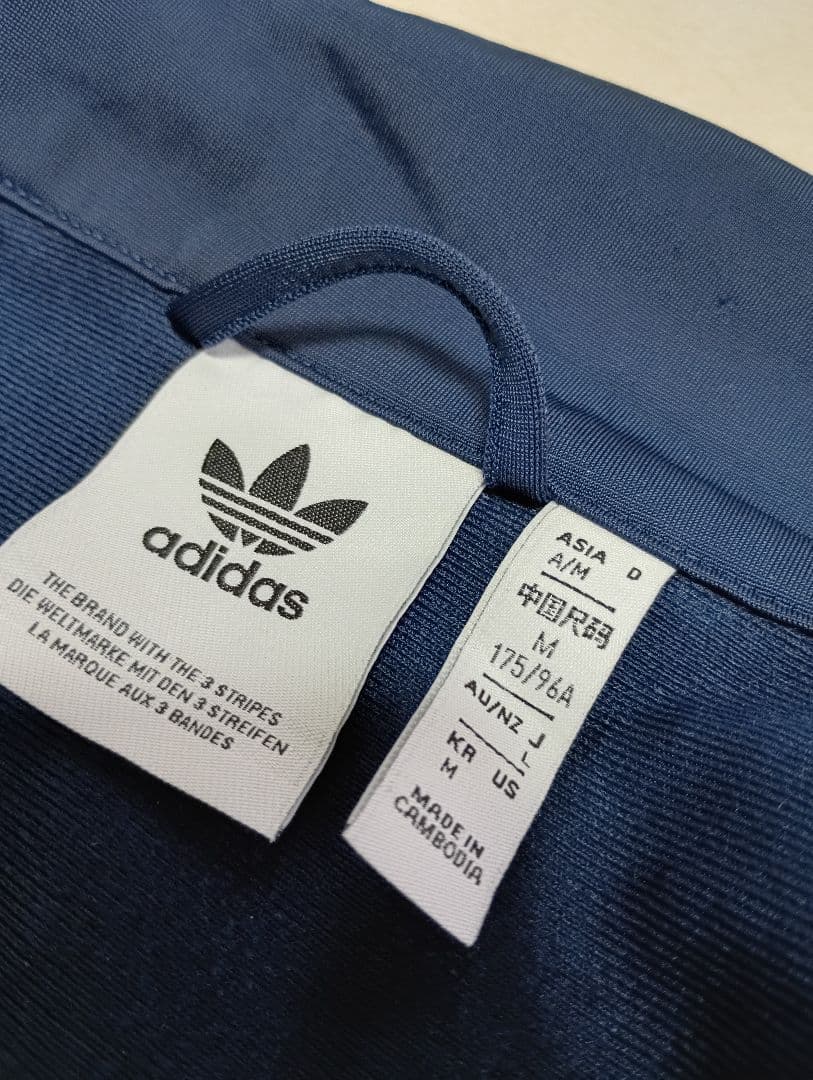 adidas
THE BRAND WITH THE 3 STRIPES
DIE WELTMARKE MIT DEN 3 STREIFEN
LA MARQUE AUX 3 BANDES
ASIA D
A/M
中国尺码
M
175/96A
AU/NZ J
L
KR US
M
MADE IN
CAMBODIA